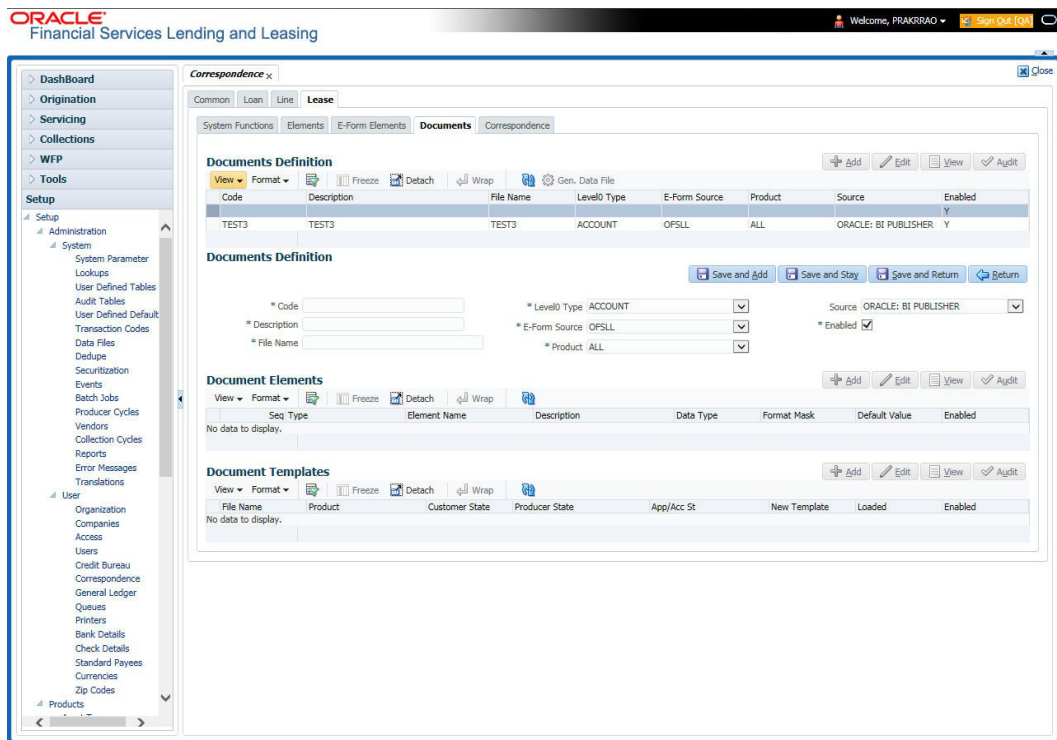 ORACLE
Financial Services Lending and Leasing
Welcome, PRAKRRAO
Sign Out [QA]
DashBoard
Origination
Servicing
Collections
WFP
Tools
Setup
Setup
Administration
System
System Parameter
Lookups
User Defined Tables
Audit Tables
User Defined Default
Transaction Codes
Data Files
Dedupe
Securitization
Events
Batch Jobs
Producer Cycles
Vendors
Collection Cycles
Reports
Error Messages
Translations
User
Organization
Companies
Access
Users
Credit Bureau
Correspondence
General Ledger
Queues
Printers
Bank Details
Check Details
Standard Payees
Currencies
Zip Codes
Products
Correspondence x
Close
Common Loan Line Lease
System Functions Elements E-Form Elements Documents Correspondence
Documents Definition
Add Edit View Audit
View Format Freeze Detach Wrap Gen. Data File
Code Description File Name Level0 Type E-Form Source Product Source Enabled
Y
TEST3 TEST3 TEST3 ACCOUNT OFSLL ALL ORACLE: BI PUBLISHER Y
Documents Definition
Save and Add Save and Stay Save and Return Return
* Code * Level0 Type ACCOUNT Source ORACLE: BI PUBLISHER
* Description * E-Form Source OFSLL * Enabled
* File Name * Product ALL
Document Elements
Add Edit View Audit
View Format Freeze Detach Wrap
Seq Type Element Name Description Data Type Format Mask Default Value Enabled
No data to display.
Document Templates
Add Edit View Audit
View Format Freeze Detach Wrap
File Name Product Customer State Producer State App/Acc St New Template Loaded Enabled
No data to display.